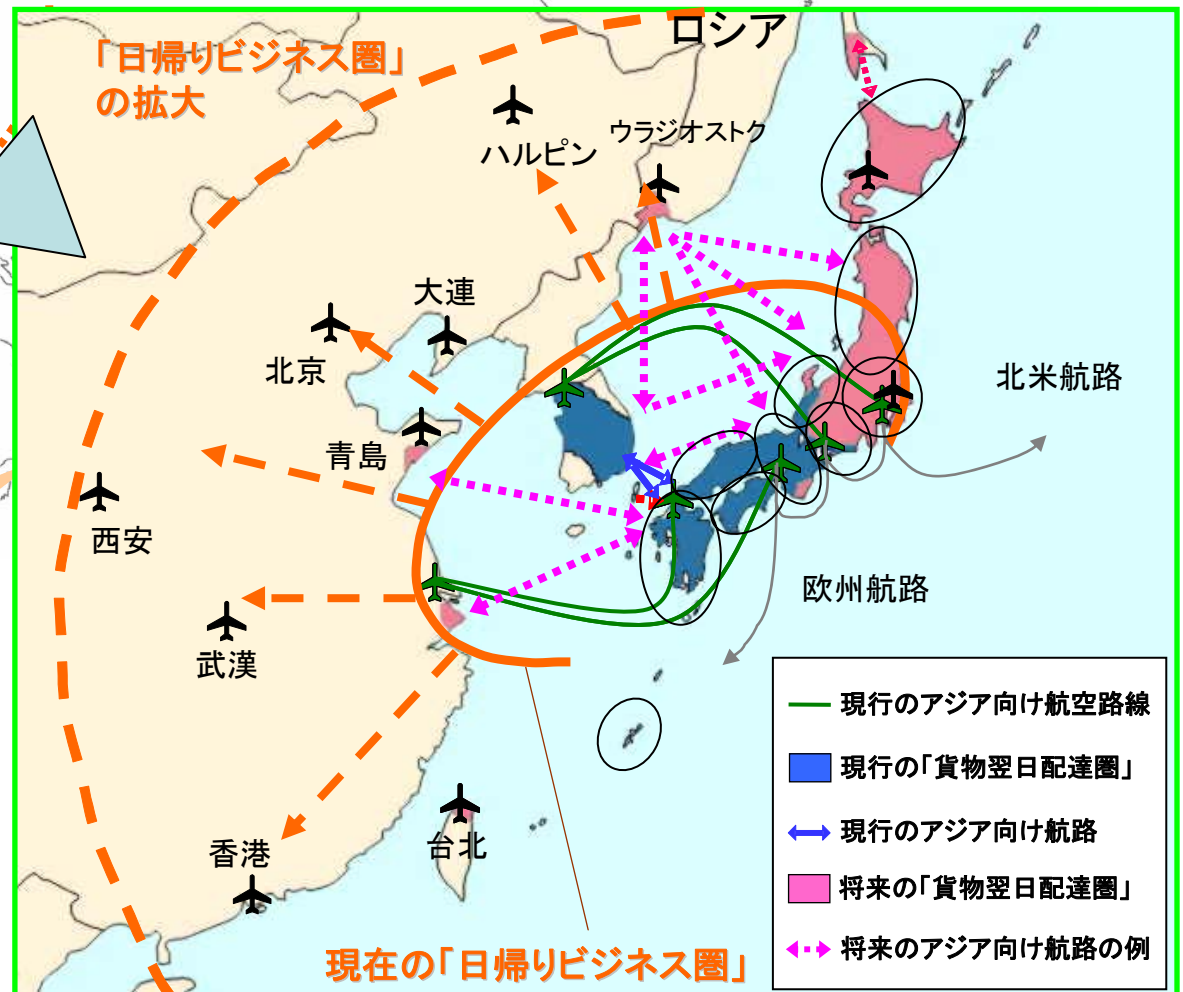 ロシア
「日帰りビジネス圏」
の拡大
ウラジオストク
ハルピン
大連
北京
北米航路
青島
西安
欧州航路
武漢
現行のアジア向け航空路線
現行の「貨物翌日配達圏」
現行のアジア向け航路
台北
香港
将来の「貨物翌日配達圏」
将来のアジア向け航路の例
現在の「日帰りビジネス圏」